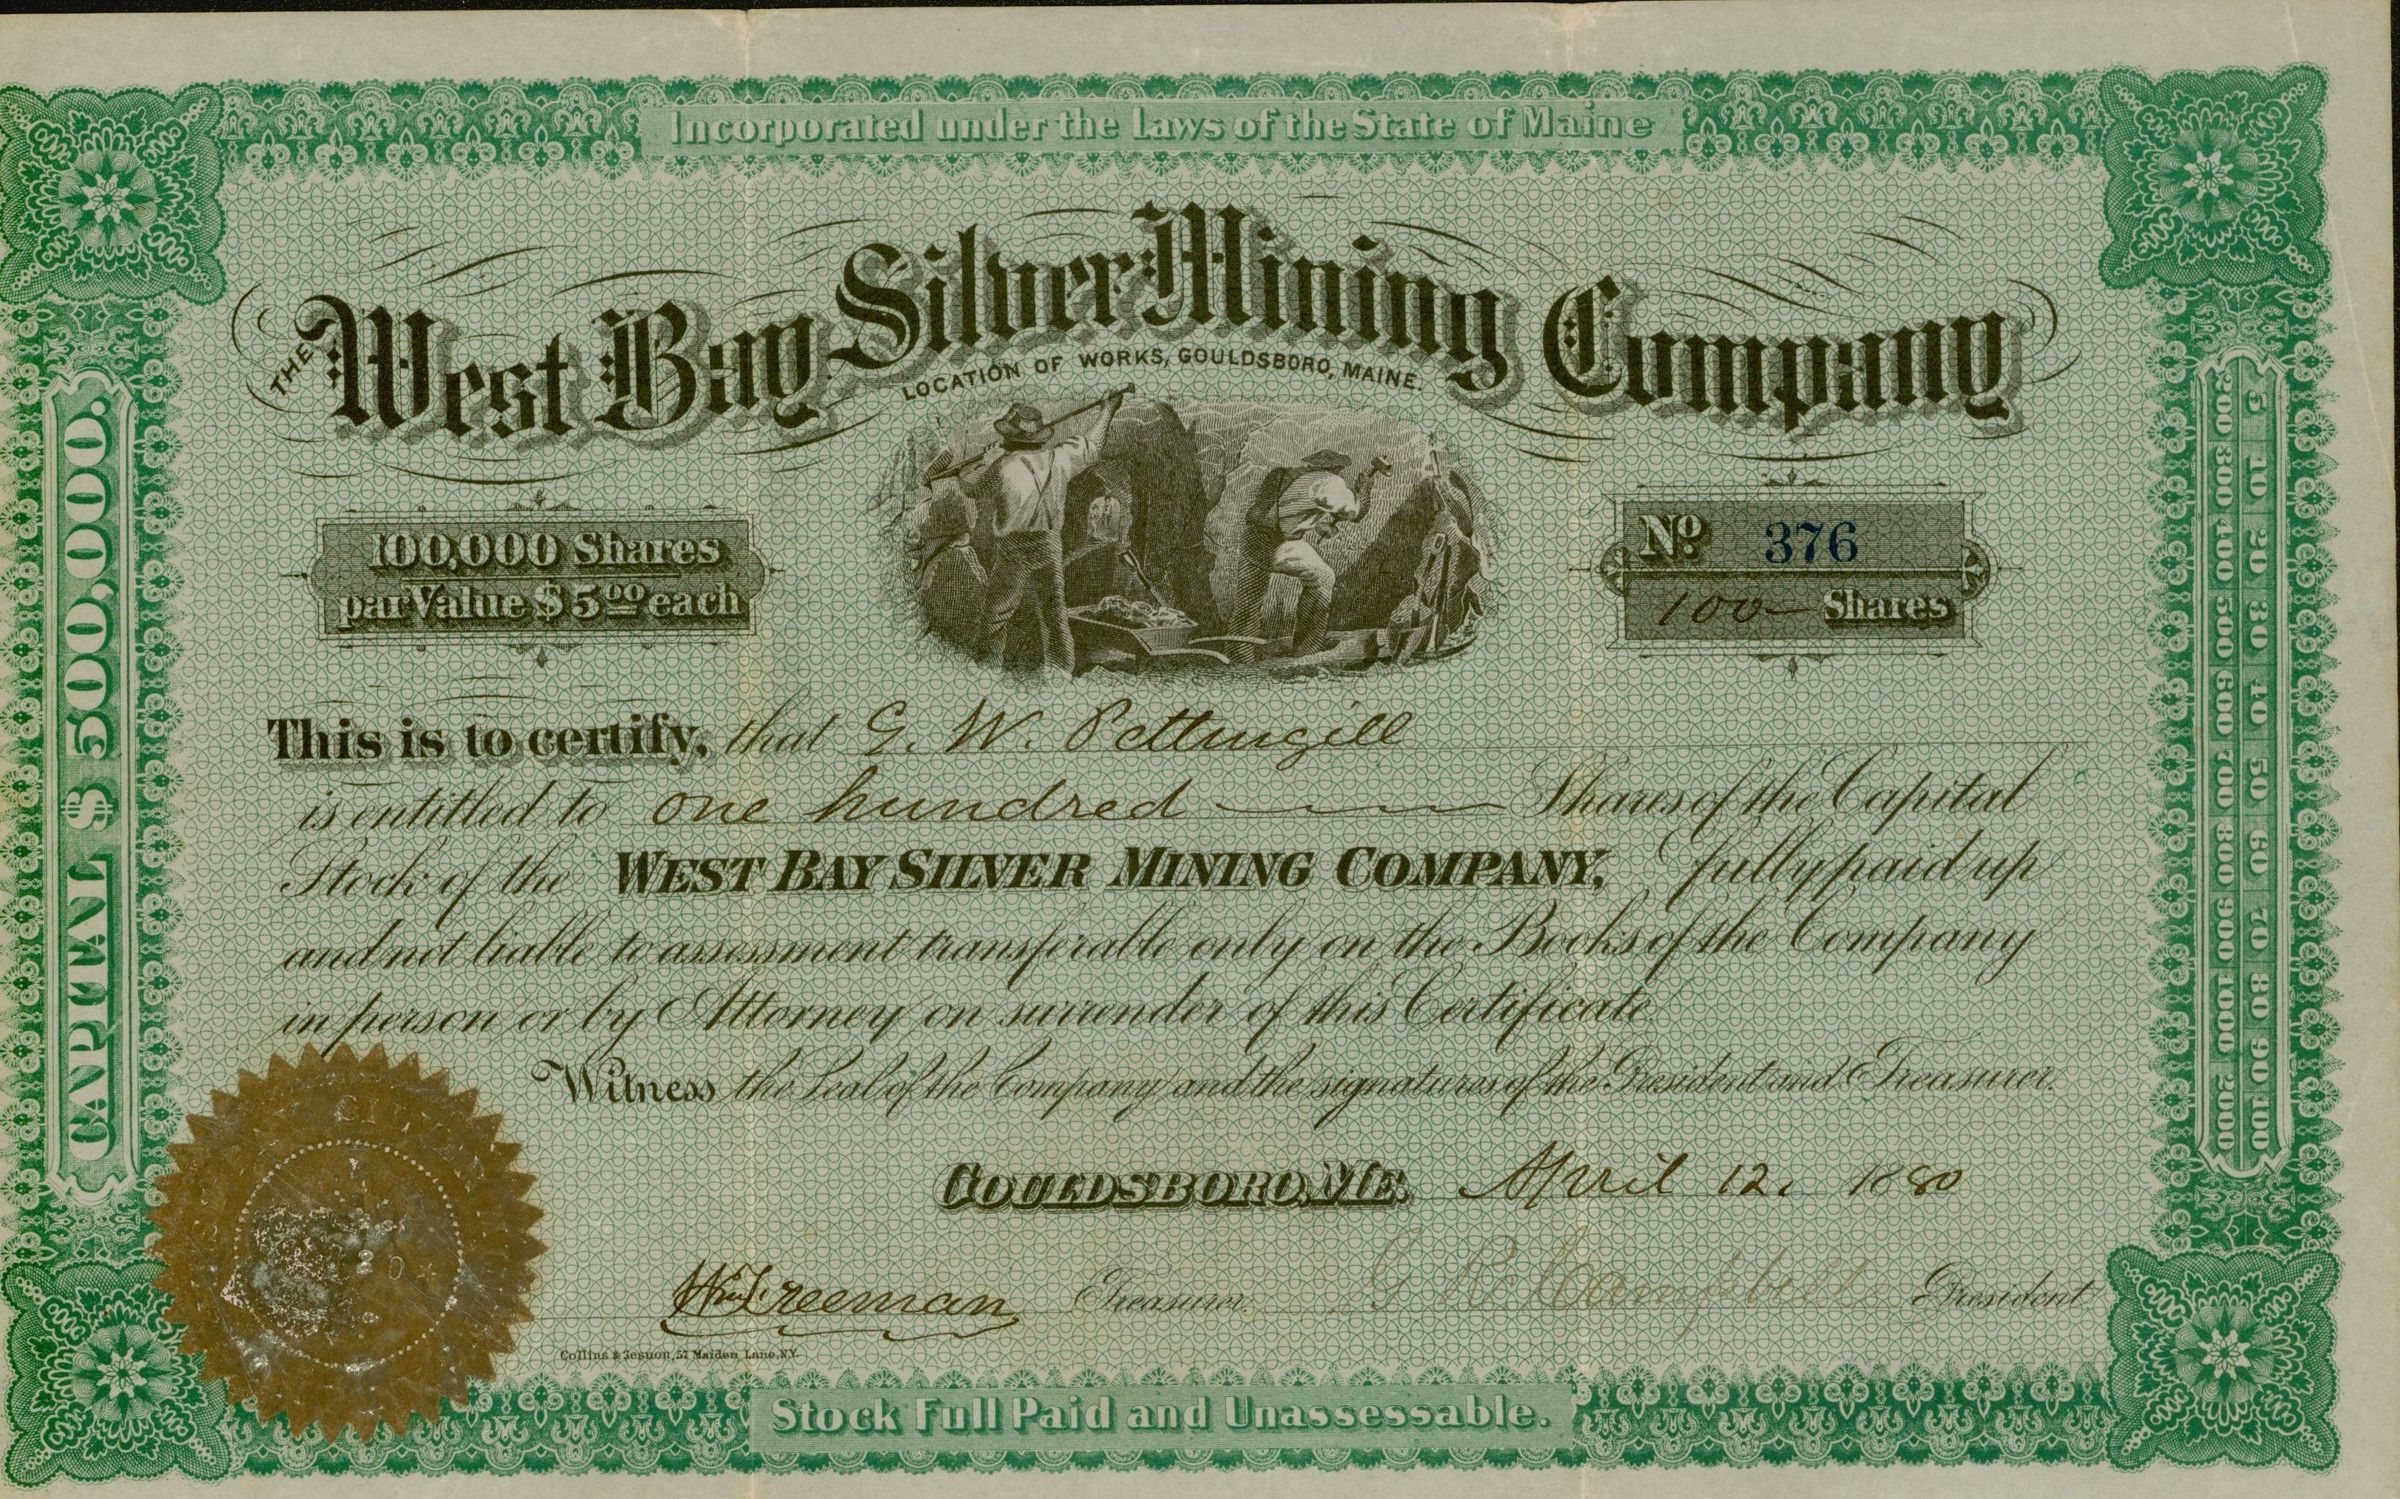 Incorporated under the Laws of the State of Maine
THE West Bay Silver Mining Company
LOCATION OF WORKS, GOULDSBORO, MAINE.
100,000 Shares
par Value $5.00 each
No. 376
100 Shares
CAPITAL $500,000.
5 10 20 30 40 50 60 70 80 90 100
200 300 400 500 600 700 800 900 1000 2000
This is to certify, that G. W. Pettingill
is entitled to one hundred Shares of the Capital
Stock of the WEST BAY SILVER MINING COMPANY, fully paid up
and not liable to assessment transferable only on the Books of the Company
in person or by Attorney on surrender of this Certificate
Witness the Seal of the Company and the signatures of the President and Treasurer.
GOULDSBORO, ME. April 12, 1880
Wm. Freeman Treasurer. Campbell President
Collins & Sesnon, 57 Maiden Lane, N.Y.
Stock Full Paid and Unassessable.